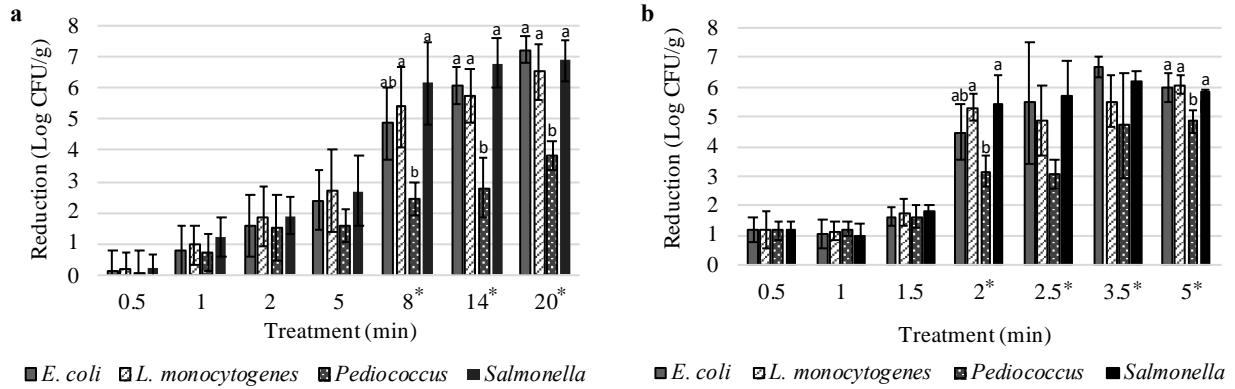 a
Reduction (Log CFU/g)
8
7
6
5
4
3
2
1
0
ab a b a
a a b a
a a b a
0.5 1 2 5 8* 14* 20*
Treatment (min)
E. coli L. monocytogenes Pediococcus Salmonella
b
Reduction (Log CFU/g)
8
7
6
5
4
3
2
1
0
ab a b a
a a b a
0.5 1 1.5 2* 2.5* 3.5* 5*
Treatment (min)
E. coli L. monocytogenes Pediococcus Salmonella